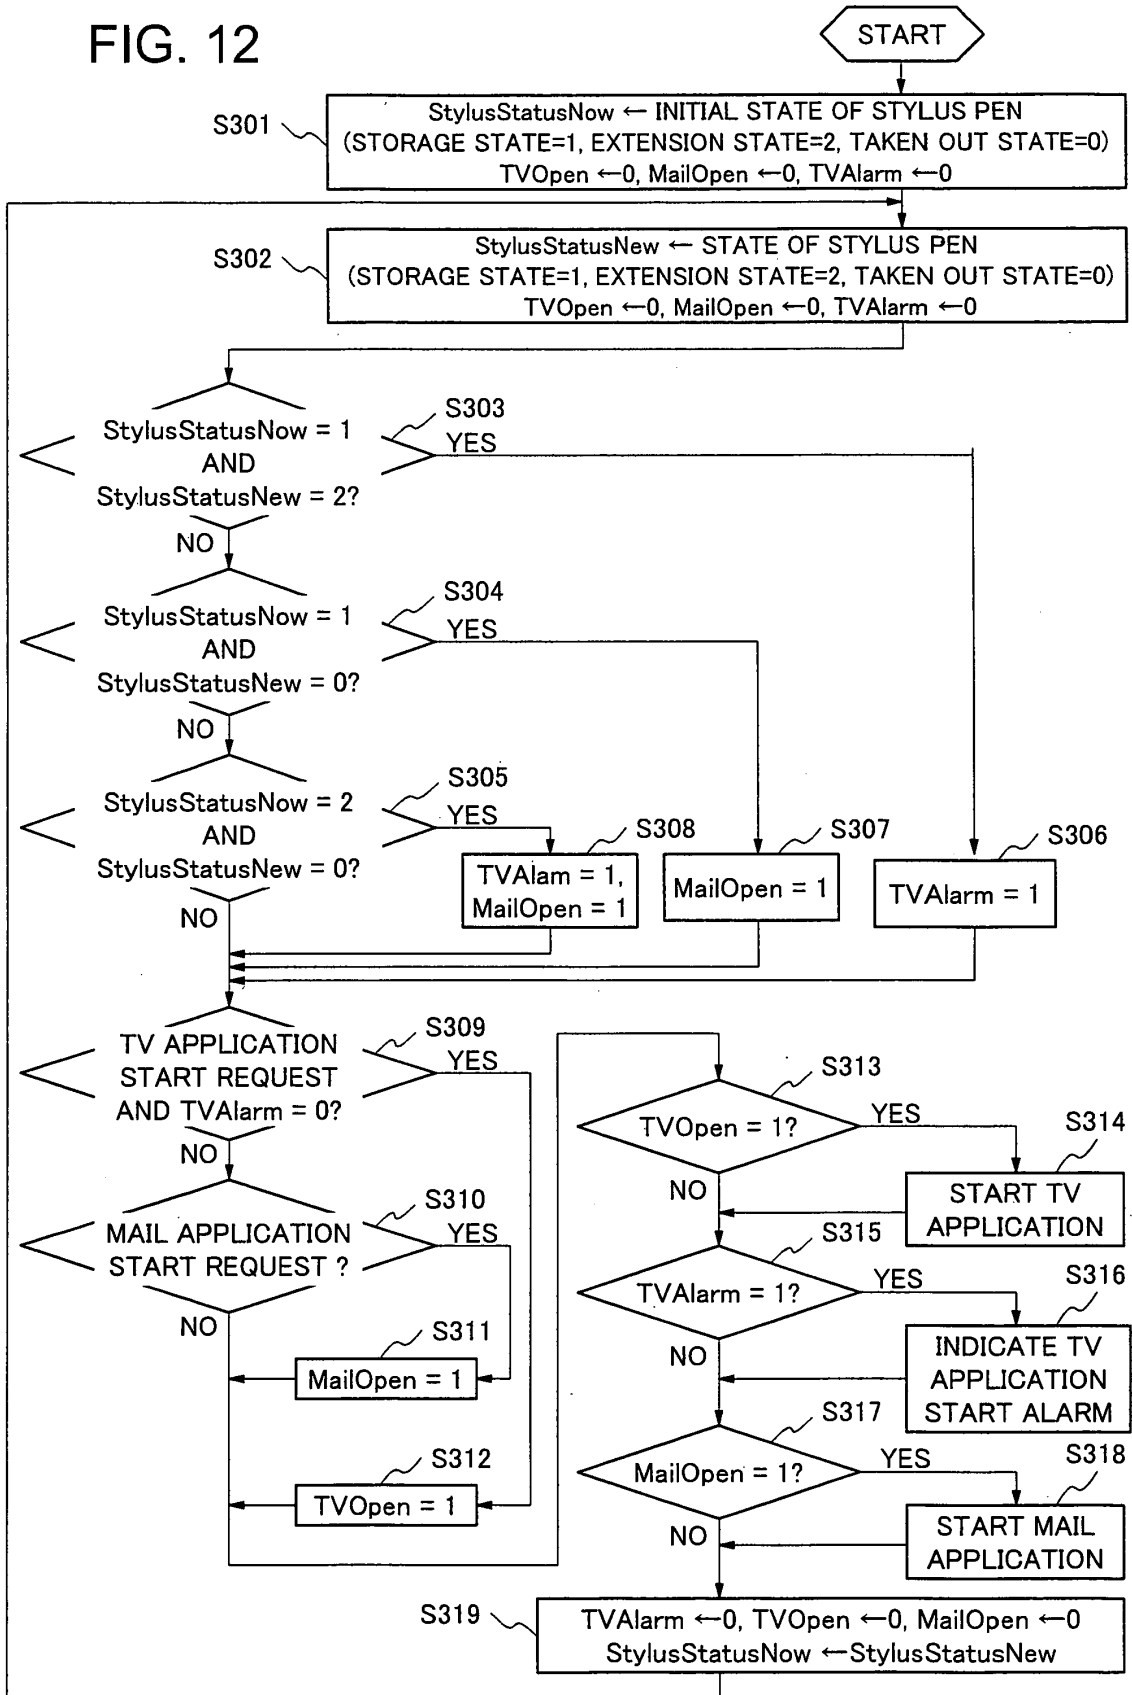 FIG. 12
START
S301
StylusStatusNow ← INITIAL STATE OF STYLUS PEN
(STORAGE STATE=1, EXTENSION STATE=2, TAKEN OUT STATE=0)
TVOpen ←0, MailOpen ←0, TVAlarm ←0
S302
StylusStatusNew ← STATE OF STYLUS PEN
(STORAGE STATE=1, EXTENSION STATE=2, TAKEN OUT STATE=0)
TVOpen ←0, MailOpen ←0, TVAlarm ←0
S303
StylusStatusNow = 1
AND
StylusStatusNew = 2?
YES
NO
S304
StylusStatusNow = 1
AND
StylusStatusNew = 0?
YES
NO
S305
StylusStatusNow = 2
AND
StylusStatusNew = 0?
YES
NO
S308
TVAlam = 1,
MailOpen = 1
S307
MailOpen = 1
S306
TVAlarm = 1
S309
TV APPLICATION
START REQUEST
AND TVAlarm = 0?
YES
NO
S310
MAIL APPLICATION
START REQUEST ?
YES
NO
S311
MailOpen = 1
S312
TVOpen = 1
S313
TVOpen = 1?
YES
NO
S314
START TV
APPLICATION
S315
TVAlarm = 1?
YES
NO
S316
INDICATE TV
APPLICATION
START ALARM
S317
MailOpen = 1?
YES
NO
S318
START MAIL
APPLICATION
S319
TVAlarm ←0, TVOpen ←0, MailOpen ←0
StylusStatusNow ←StylusStatusNew